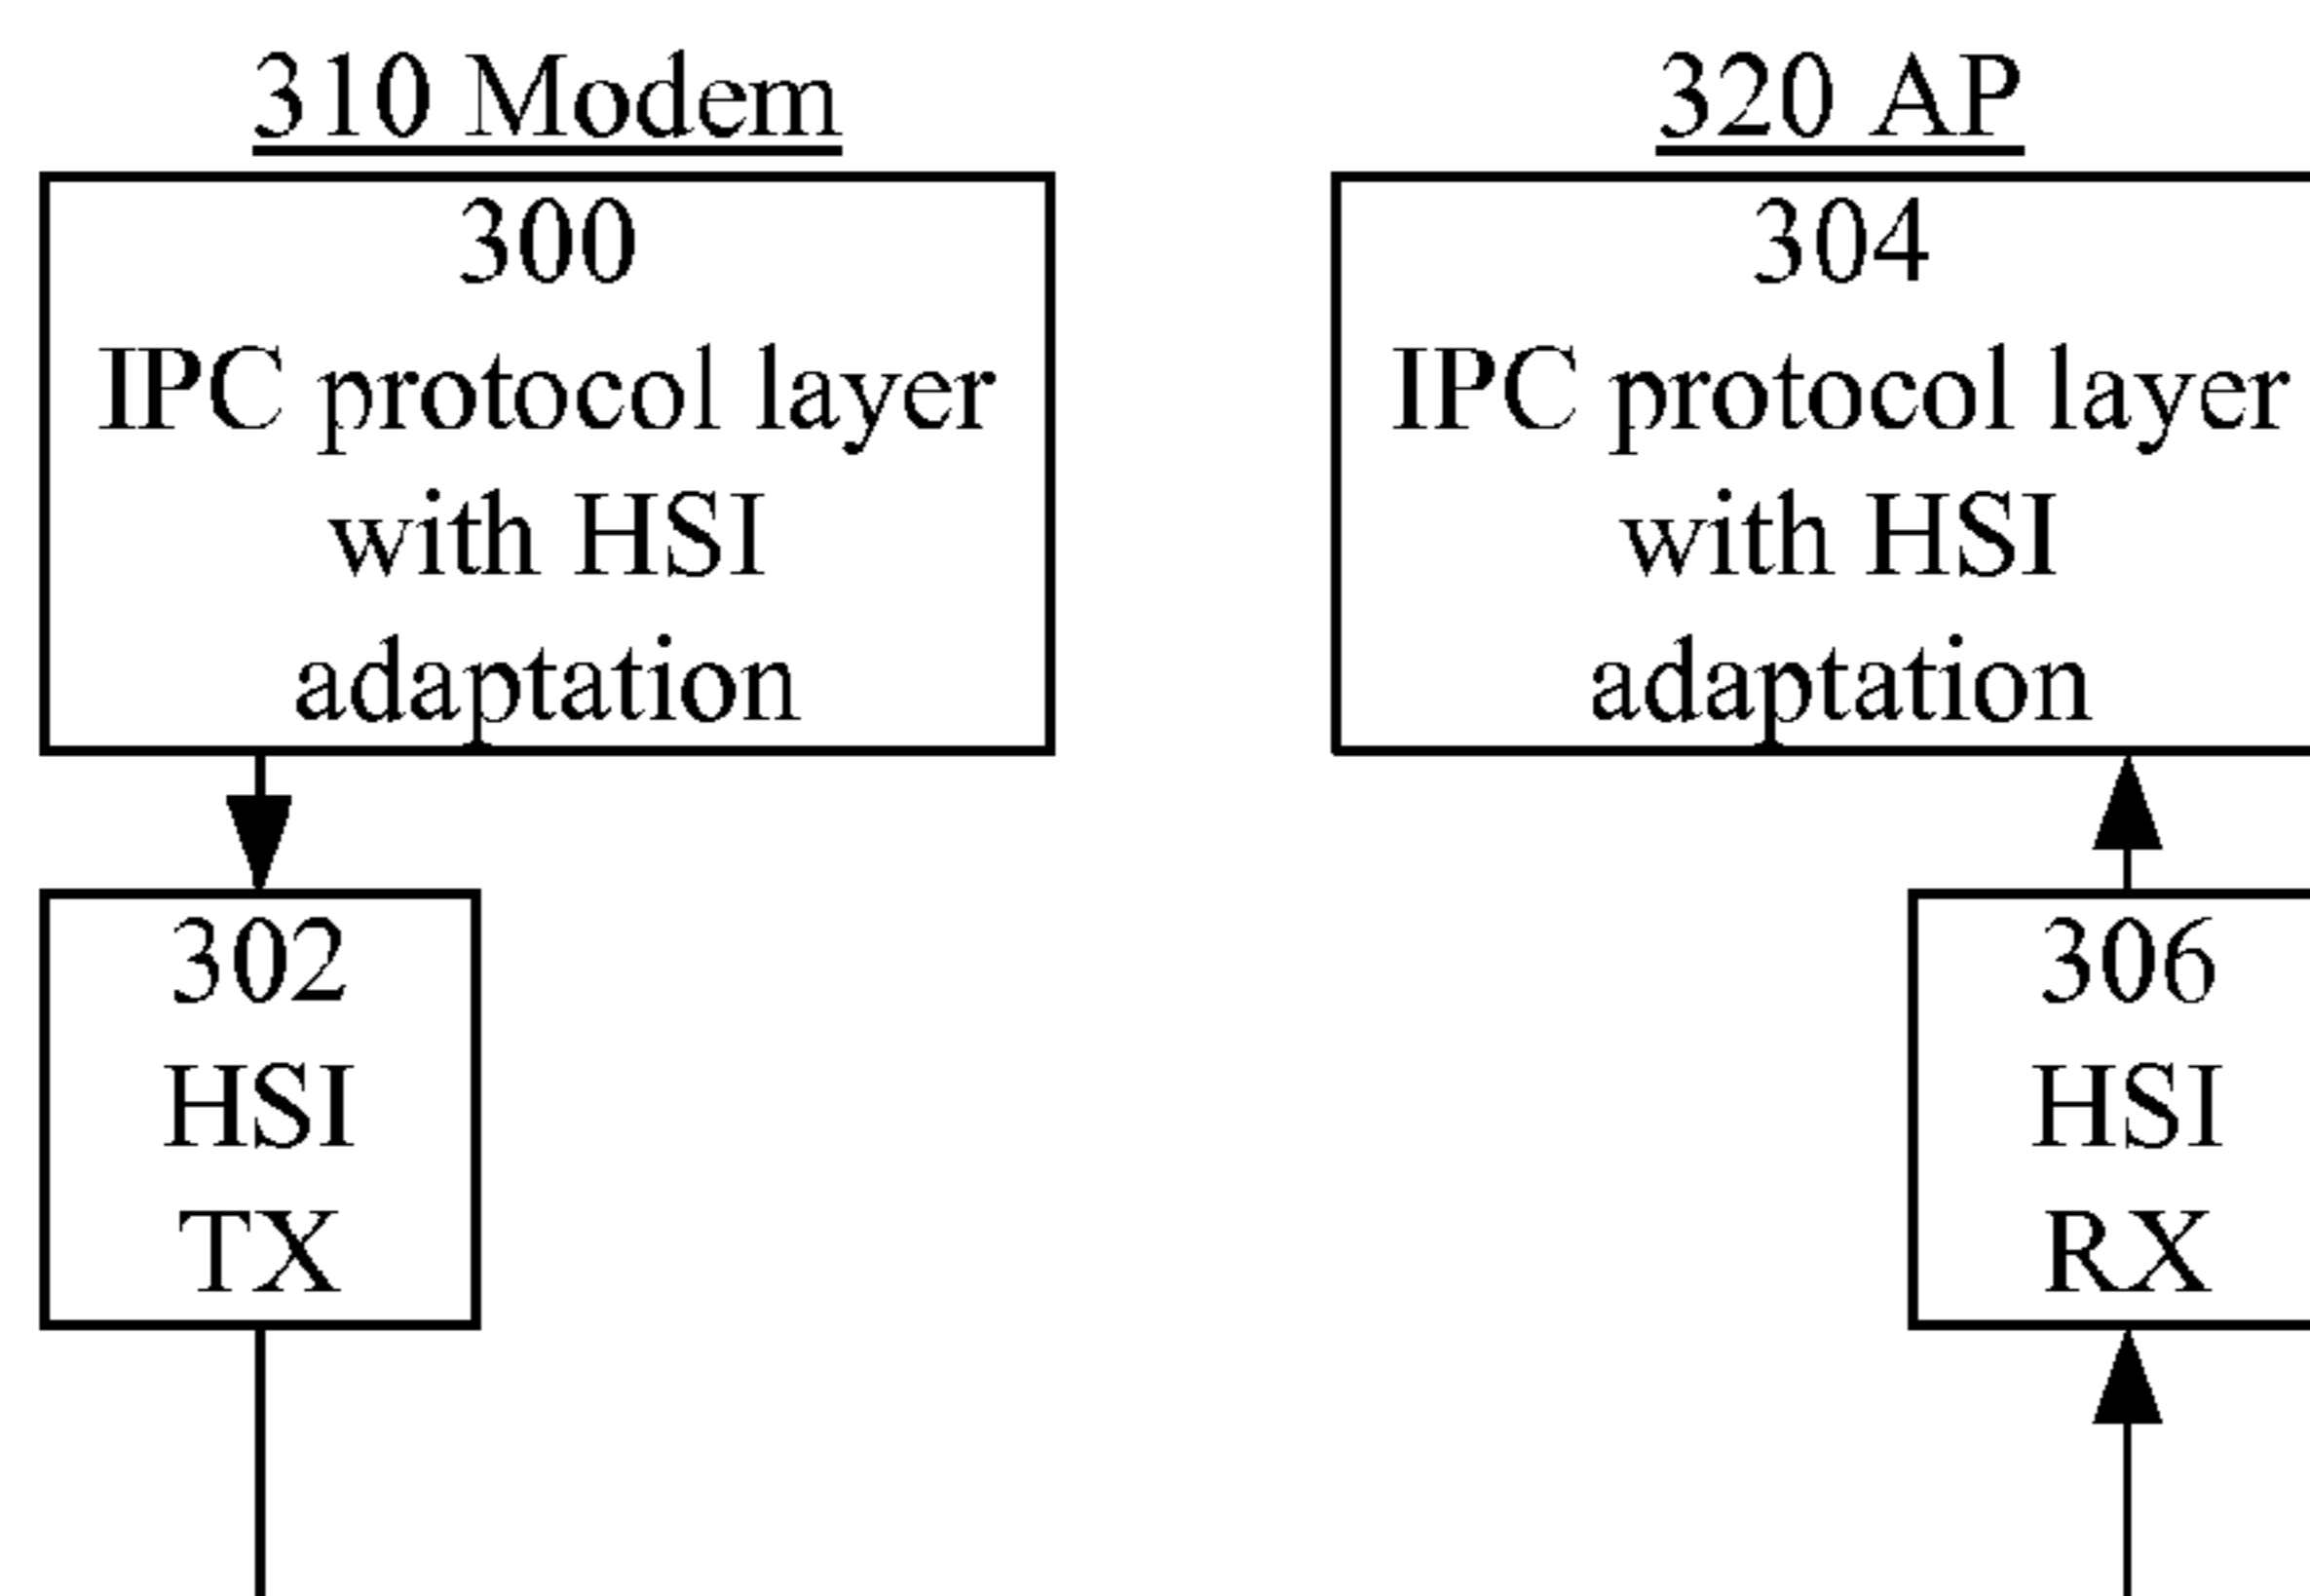 310 Modem
300
IPC protocol layer
with HSI
adaptation
302
HSI
TX
320 AP
304
IPC protocol layer
with HSI
adaptation
306
HSI
RX